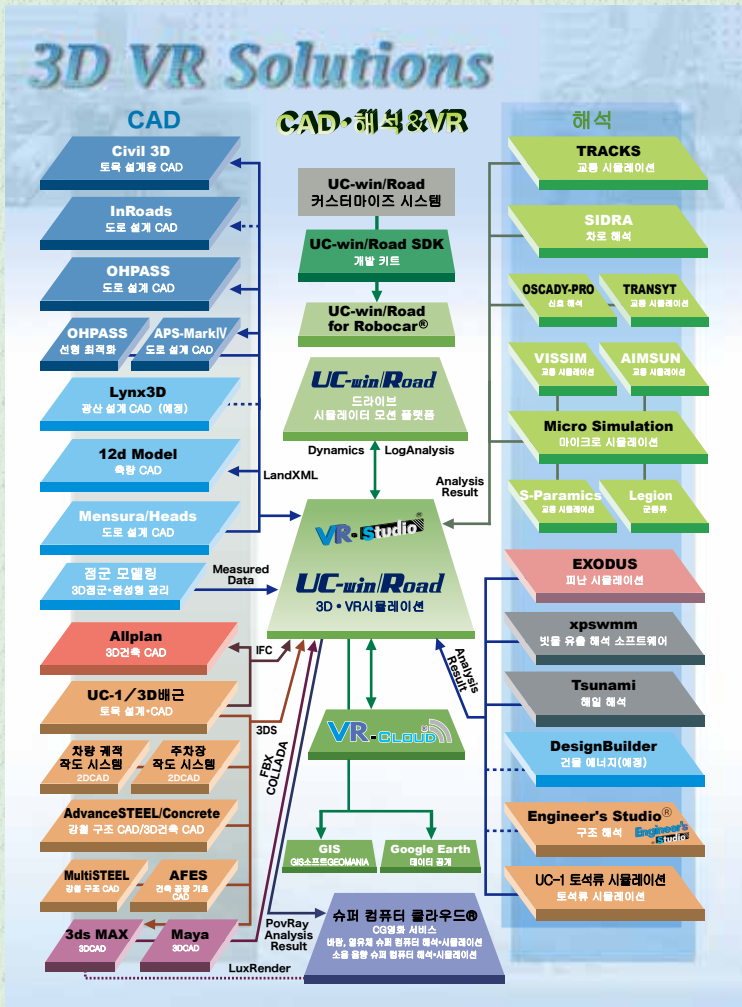 3D VR Solutions
CAD
CAD•해석&VR
해석
Civil 3D
토목 설계용 CAD
InRoads
도로 설계 CAD
OHPASS
도로 설계 CAD
OHPASS
선형 최적화
APS-MarkⅣ
도로 설계 CAD
Lynx3D
광산 설계 CAD (예정)
12d Model
측량 CAD
Mensura/Heads
도로 설계 CAD
점군 모델링
3D점군•완성형 관리
Allplan
3D건축 CAD
UC-1／3D배근
토목 설계•CAD
차량 궤적
작도 시스템
2DCAD
주차장
작도 시스템
2DCAD
AdvanceSTEEL/Concrete
강철 구조 CAD/3D건축 CAD
MultiSTEEL
강철 구조 CAD
AFES
건축 공장 기초
CAD
3ds MAX
3DCAD
Maya
3DCAD
UC-win/Road
커스터마이즈 시스템
UC-win/Road SDK
개발 키트
UC-win/Road
for Robocar®
UC-win/Road
드라이브
시뮬레이터 모션 플랫폼
Dynamics
LogAnalysis
LandXML
Analysis
Result
VR-Studio®
UC-win/Road
3D • VR시뮬레이션
Measured
Data
IFC
3DS
FBX
COLLADA
Analysis
Result
VR-CLOUD
GIS
GIS소프트GEOMANIA
Google Earth
데이터 공개
PovRay
Analysis
Result
LuxRender
슈퍼 컴퓨터 클라우드®
CG영화 서비스
바람, 열유체 슈퍼 컴퓨터 해석•시뮬레이션
소음 음향 슈퍼 컴퓨터 해석•시뮬레이션
TRACKS
교통 시뮬레이션
SIDRA
차로 해석
OSCADY-PRO
신호 해석
TRANSYT
교통 시뮬레이션
VISSIM
교통 시뮬레이션
AIMSUN
교통 시뮬레이션
Micro Simulation
마이크로 시뮬레이션
S-Paramics
교통 시뮬레이션
Legion
군행류
EXODUS
피난 시뮬레이션
xpswmm
빗물 유출 해석 소프트웨어
Tsunami
해일 해석
DesignBuilder
건물 에너지(예정)
Engineer's Studio®
구조 해석
Engineer's
Studio®
UC-1 토석류 시뮬레이션
토석류 시뮬레이션